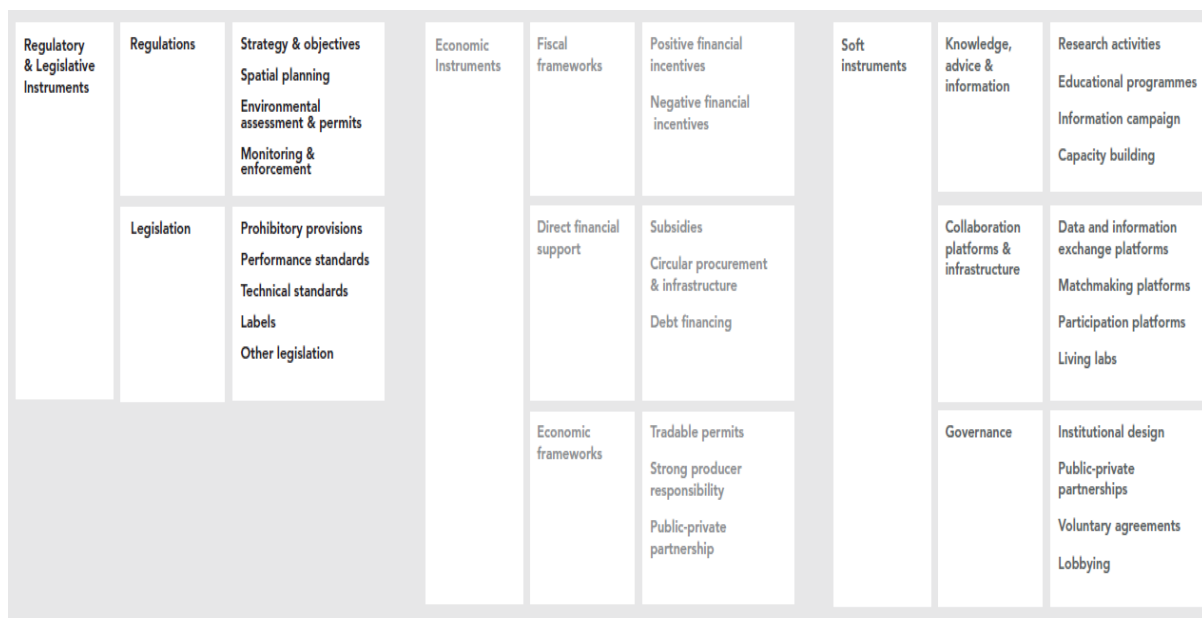 Regulatory
& Legislative
Instruments
Regulations
Strategy & objectives
Spatial planning
Environmental
assessment & permits
Monitoring &
enforcement
Legislation
Prohibitory provisions
Performance standards
Technical standards
Labels
Other legislation
Economic
Instruments
Fiscal
frameworks
Positive financial
incentives
Negative financial
incentives
Direct financial
support
Subsidies
Circular procurement
& infrastructure
Debt financing
Economic
frameworks
Tradable permits
Strong producer
responsibility
Public-private
partnership
Soft
instruments
Knowledge,
advice &
information
Research activities
Educational programmes
Information campaign
Capacity building
Collaboration
platforms &
infrastructure
Data and information
exchange platforms
Matchmaking platforms
Participation platforms
Living labs
Governance
Institutional design
Public-private
partnerships
Voluntary agreements
Lobbying